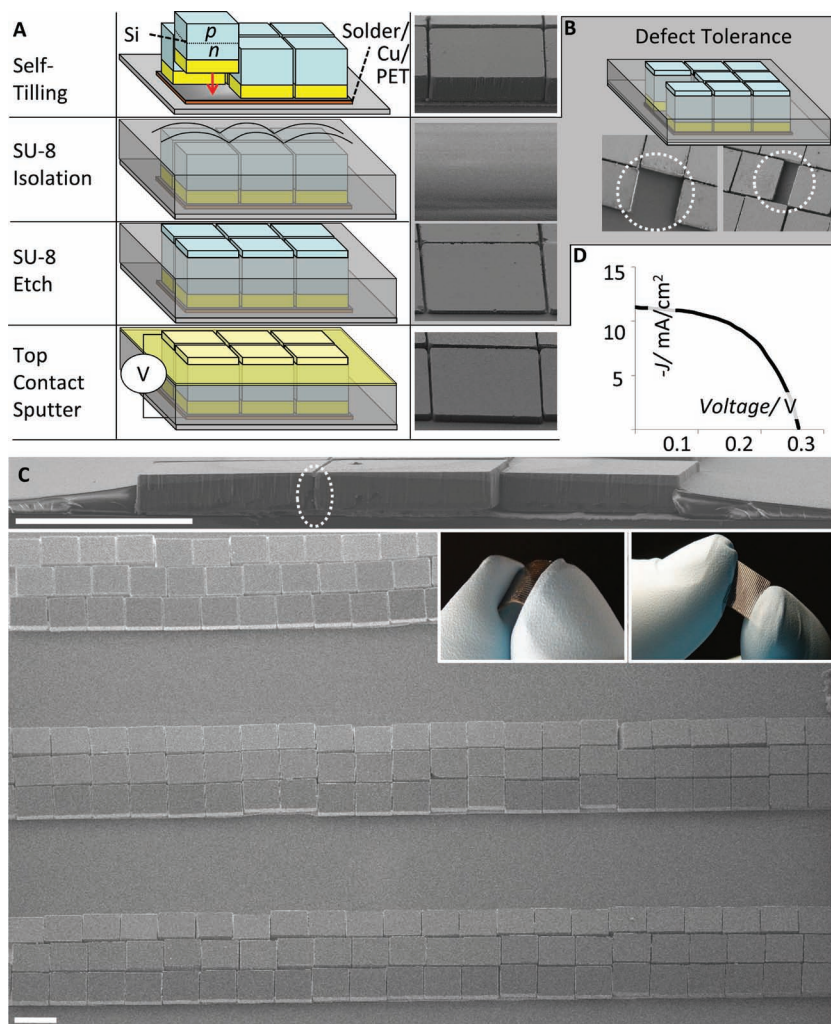 A
Si
p
n
Solder/
Cu/
PET
Self-
Tilling
SU-8
Isolation
SU-8
Etch
Top
Contact
Sputter
V
B
Defect Tolerance
D
15
10
5
-J/ mA/cm²
Voltage/ V
0.1
0.2
0.3
C